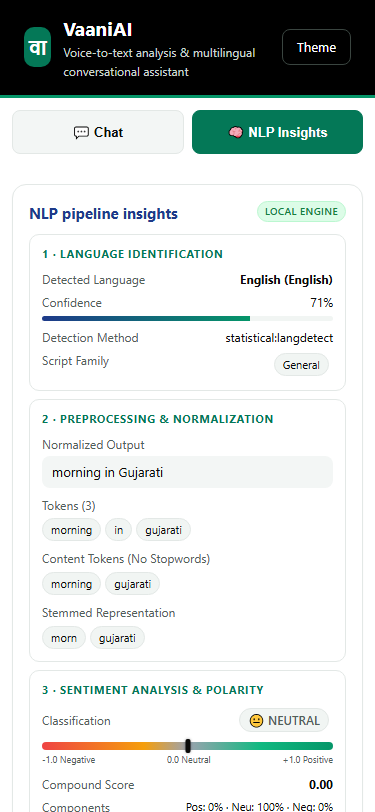 वा
VaaniAI
Voice-to-text analysis & multilingual
conversational assistant
Theme
💬 Chat
🧠 NLP Insights
NLP pipeline insights
LOCAL ENGINE
1 · LANGUAGE IDENTIFICATION
Detected Language English (English)
Confidence 71%
Detection Method statistical:langdetect
Script Family General
2 · PREPROCESSING & NORMALIZATION
Normalized Output
morning in Gujarati
Tokens (3)
morning in gujarati
Content Tokens (No Stopwords)
morning gujarati
Stemmed Representation
morn gujarati
3 · SENTIMENT ANALYSIS & POLARITY
Classification 😐 NEUTRAL
-1.0 Negative 0.0 Neutral +1.0 Positive
Compound Score 0.00
Components Pos: 0% · Neu: 100% · Neg: 0%